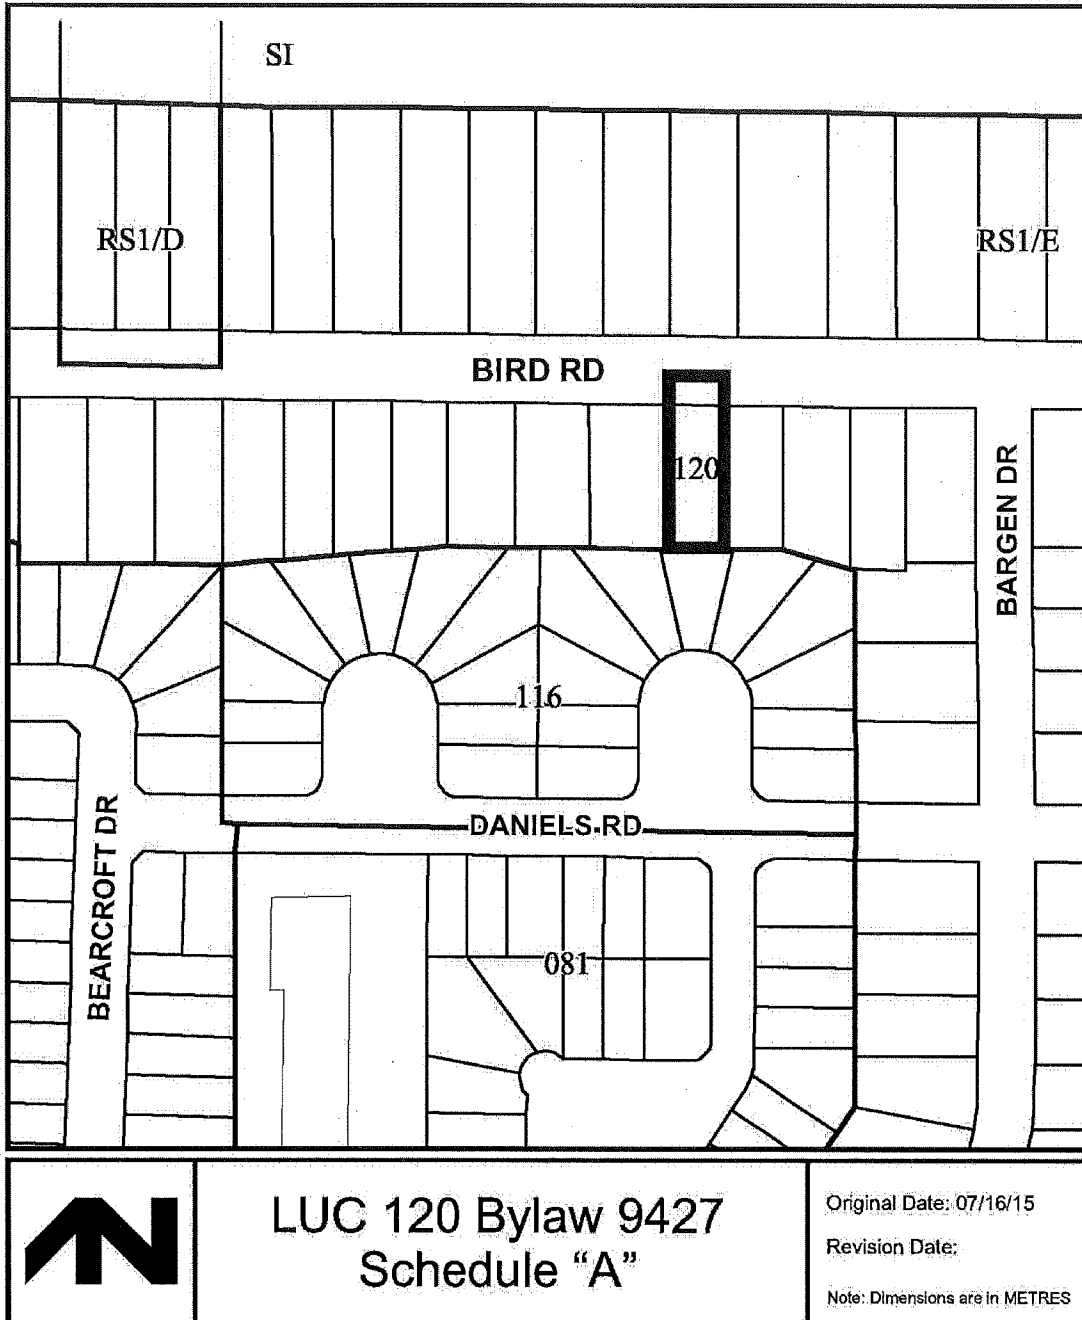 SI
RS1/D
RS1/E
BIRD RD
120
BARGEN DR
116
DANIELS RD
BEARCROFT DR
081
LUC 120 Bylaw 9427
Schedule “A”
Original Date: 07/16/15
Revision Date:
Note: Dimensions are in METRES